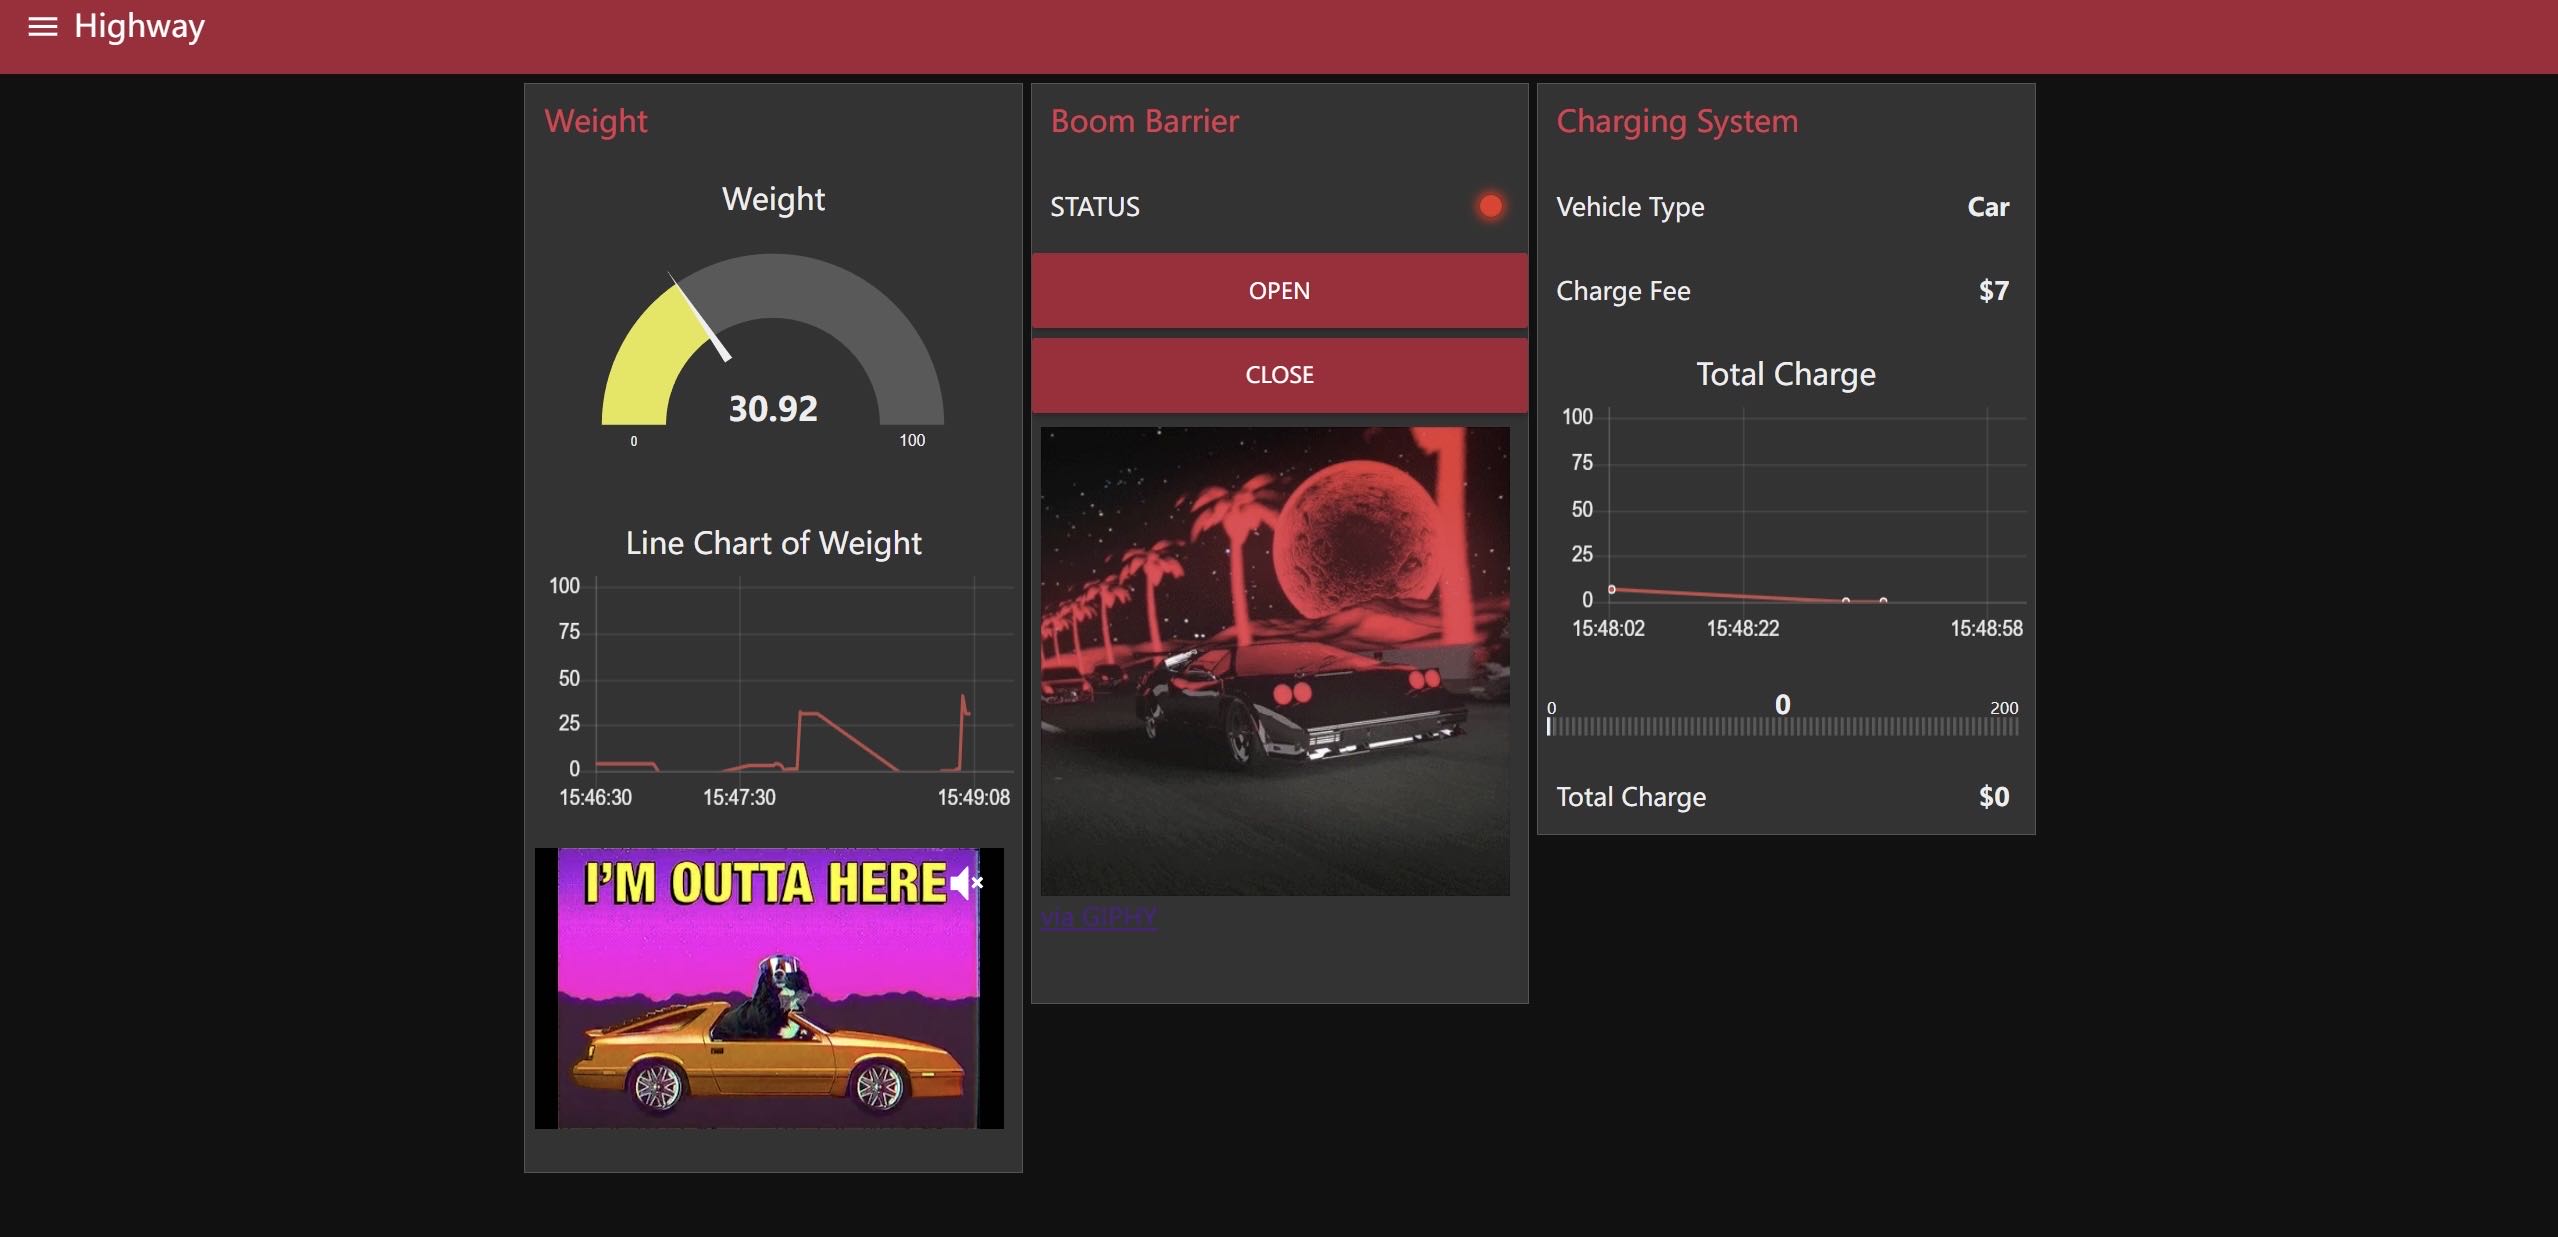 Highway
Weight
Weight
30.92
0
100
Line Chart of Weight
100
75
50
25
0
15:46:30 15:47:30 15:49:08
I'M OUTTA HERE
Boom Barrier
STATUS
OPEN
CLOSE
via GIPHY
Charging System
Vehicle Type Car
Charge Fee $7
Total Charge
100
75
50
25
0
15:48:02 15:48:22 15:48:58
0 0 200
Total Charge $0